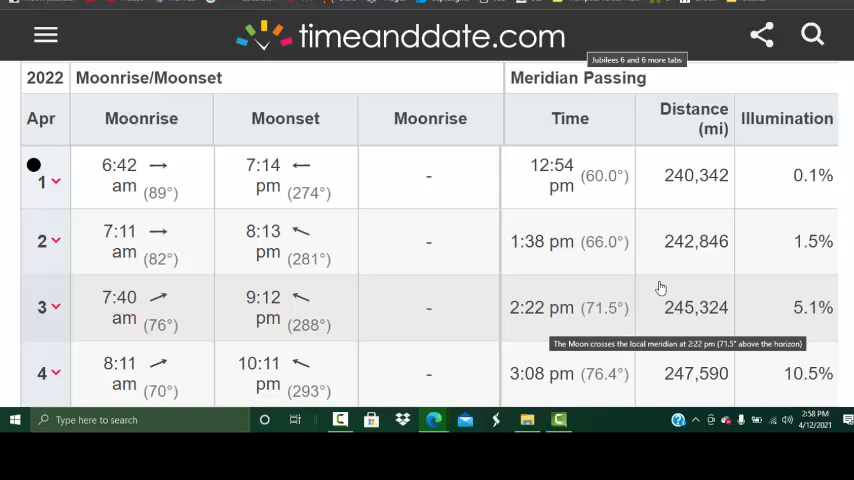 timeanddate.com
Jubilees 6 and 6 more tabs
2022 Moonrise/Moonset Meridian Passing
Apr Moonrise Moonset Moonrise Time Distance (mi) Illumination
1 6:42 am (89°) 7:14 pm (274°) - 12:54 pm (60.0°) 240,342 0.1%
2 7:11 am (82°) 8:13 pm (281°) - 1:38 pm (66.0°) 242,846 1.5%
3 7:40 am (76°) 9:12 pm (288°) - 2:22 pm (71.5°) 245,324 5.1%
The Moon crosses the local meridian at 2:22 pm (71.5° above the horizon)
4 8:11 am (70°) 10:11 pm (293°) - 3:08 pm (76.4°) 247,590 10.5%
Type here to search
2:58 PM
4/12/2021